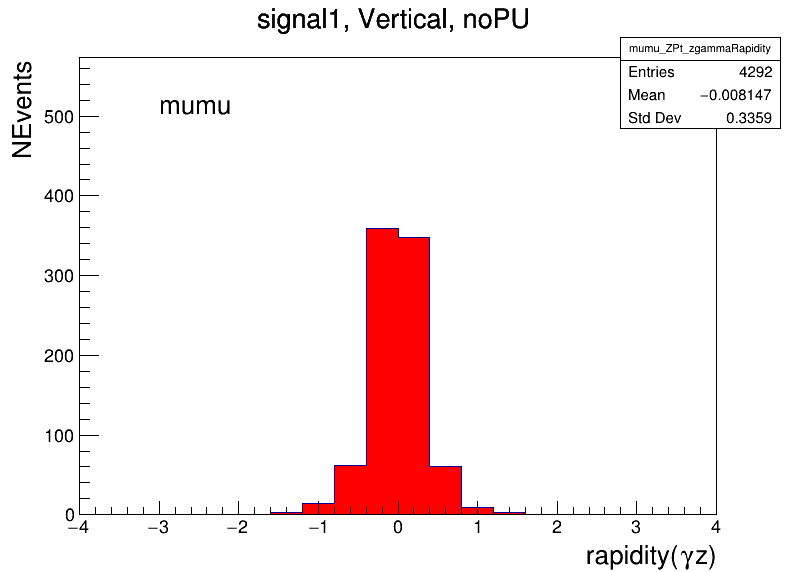 signal1, Vertical, noPU
mumu_ZPt_zgammaRapidity
Entries 4292
Mean −0.008147
Std Dev 0.3359
NEvents
mumu
500
400
300
200
100
0
−4 −3 −2 −1 0 1 2 3 4
rapidity(γz)